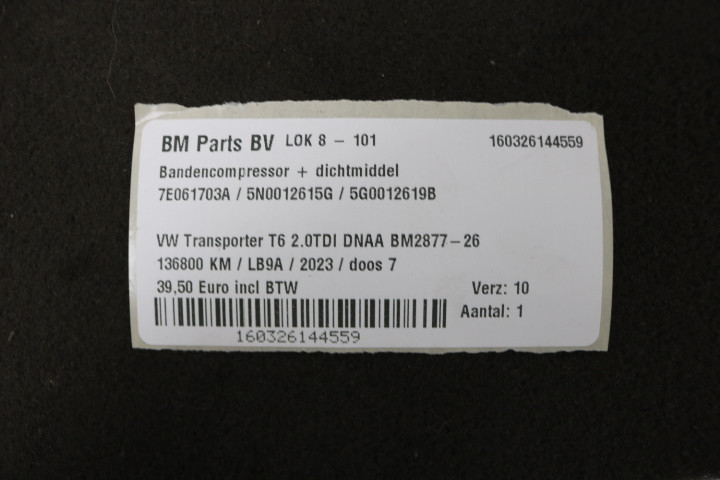 BM Parts BV LOK 8 - 101 160326144559
Bandencompressor + dichtmiddel
7E061703A / 5N0012615G / 5G0012619B
VW Transporter T6 2.0TDI DNAA BM2877-26
136800 KM / LB9A / 2023 / doos 7
39,50 Euro incl BTW Verz: 10
Aantal: 1
160326144559